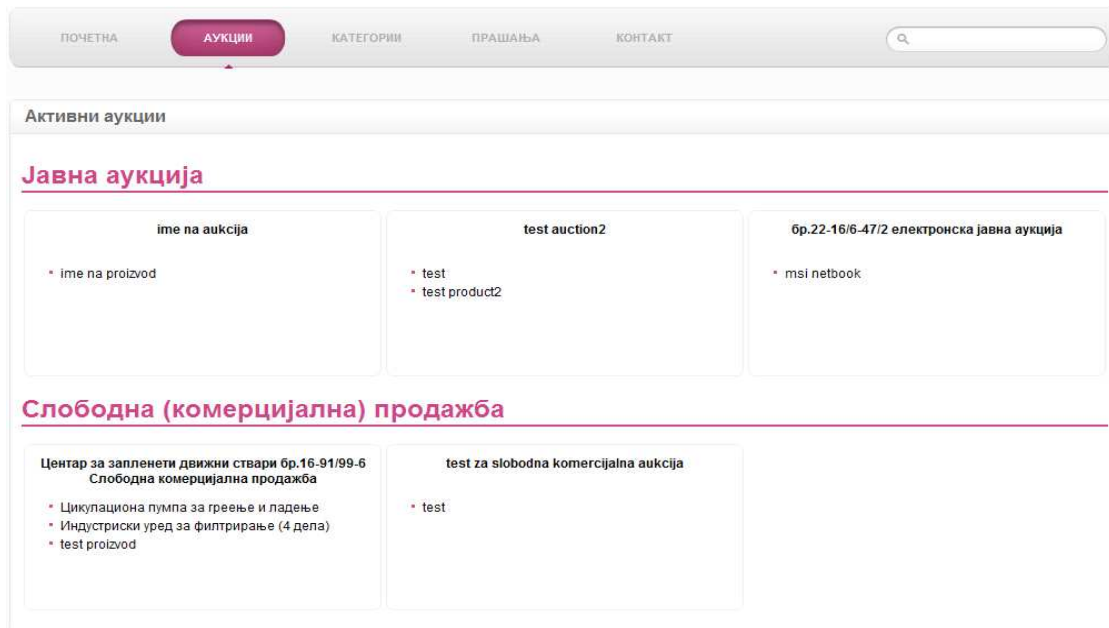 ПОЧЕТНА АУКЦИИ КАТЕГОРИИ ПРАШАЊА КОНТАКТ
Активни аукции
Јавна аукција
ime na aukcija
ime na proizvod
test auction2
test
test product2
бр.22-16/6-47/2 електронска јавна аукција
msi netbook
Слободна (комерцијална) продажба
Центар за запленети движни ствари бр.16-91/99-6
Слободна комерцијална продажба
Цикулациона пумпа за греење и ладење
Индустриски уред за филтрирање (4 дела)
test proizvod
test za slobodna komercijalna aukcija
test